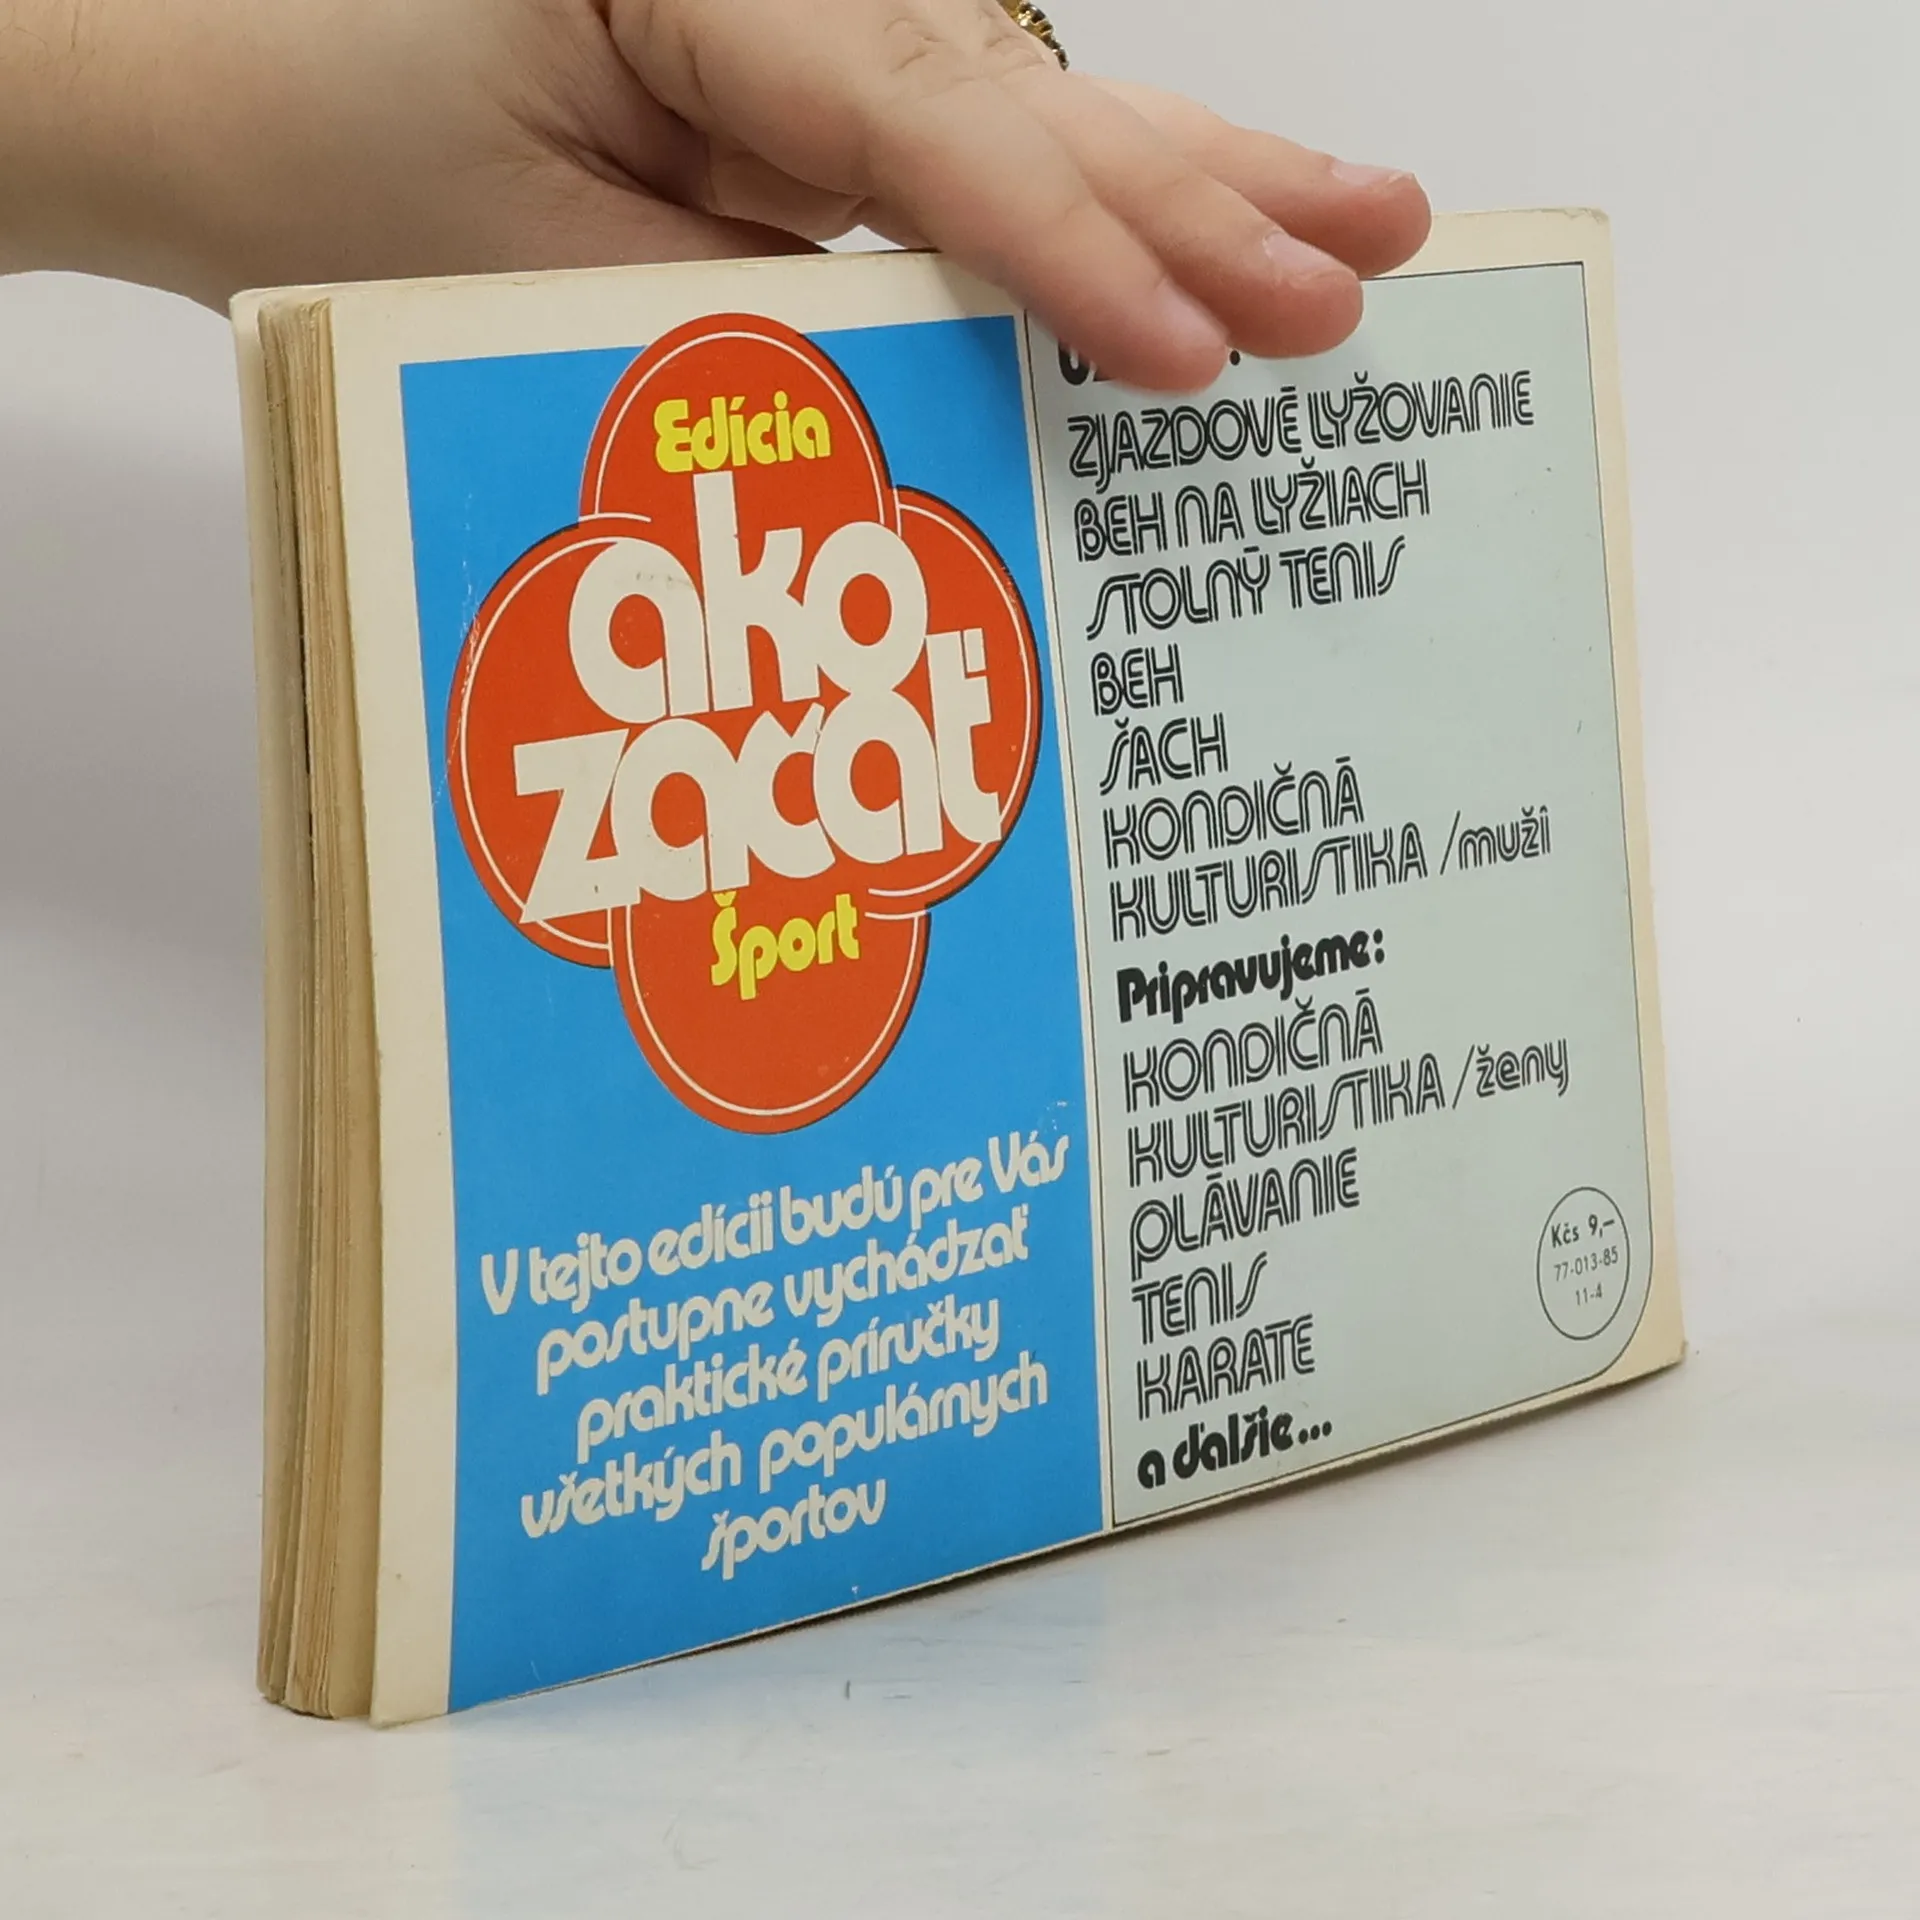 Edícia
ako
začať
Šport
V tejto edícii budú pre Vás
postupne vychádzať
praktické príručky
všetkých populárnych
športov
ZJAZDOVÉ LYŽOVANIE
BEH NA LYŽIACH
STOLNÝ TENIS
BEH
ŠACH
KONDIČNÁ
KULTURISTIKA /muži
Pripravujeme:
KONDIČNÁ
KULTURISTIKA /ženy
PLÁVANIE
TENIS
KARATE
a ďalšie...
Kčs 9,–
77-013-85
11-4